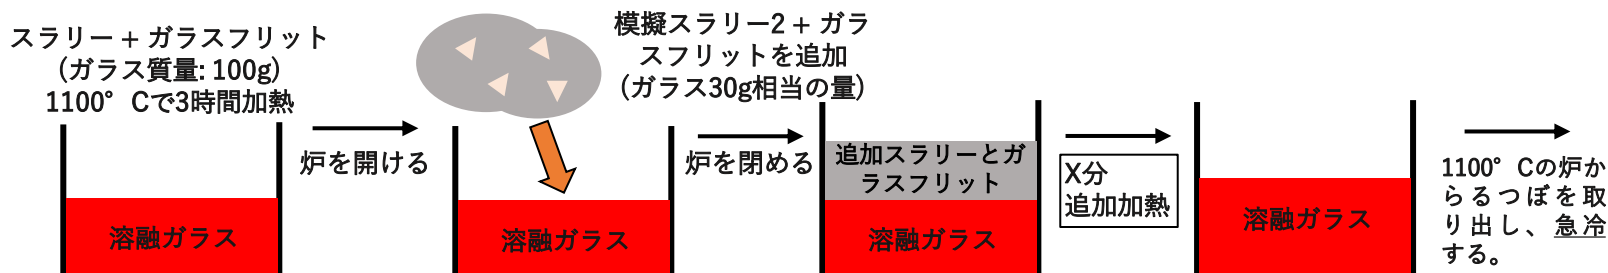 スラリー + ガラスフリット
(ガラス質量: 100g)
1100°Cで3時間加熱
炉を開ける
模擬スラリー2 + ガラ
スフリットを追加
(ガラス30g相当の量)
炉を閉める
追加スラリーとガ
ラスフリット
X分
追加加熱
1100°Cの炉か
らるつぼを取
り出し、急冷
する。
溶融ガラス
溶融ガラス
溶融ガラス
溶融ガラス